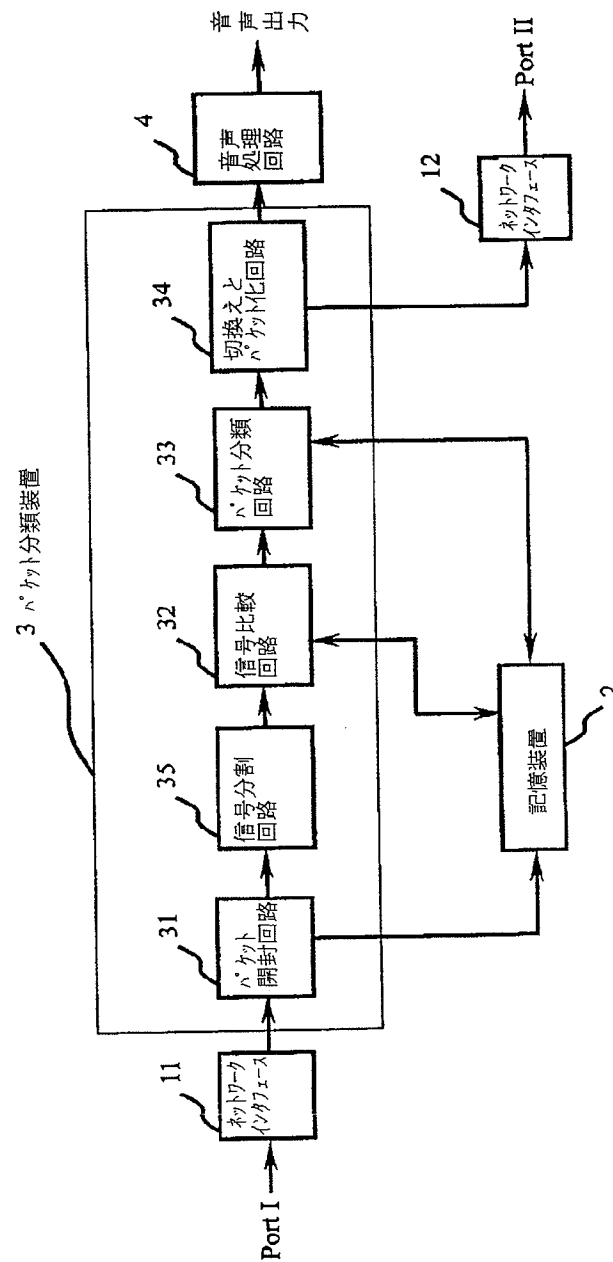 3 パケット分類装置
Port I
11
ネットワーク
インタフェース
31
パケット
開封回路
35
信号分割
回路
32
信号比較
回路
33
パケット分類
回路
34
切換えと
パケット化回路
4
音声
処理
回路
音声
出力
12
ネットワーク
インタフェース
Port II
記憶装置
2